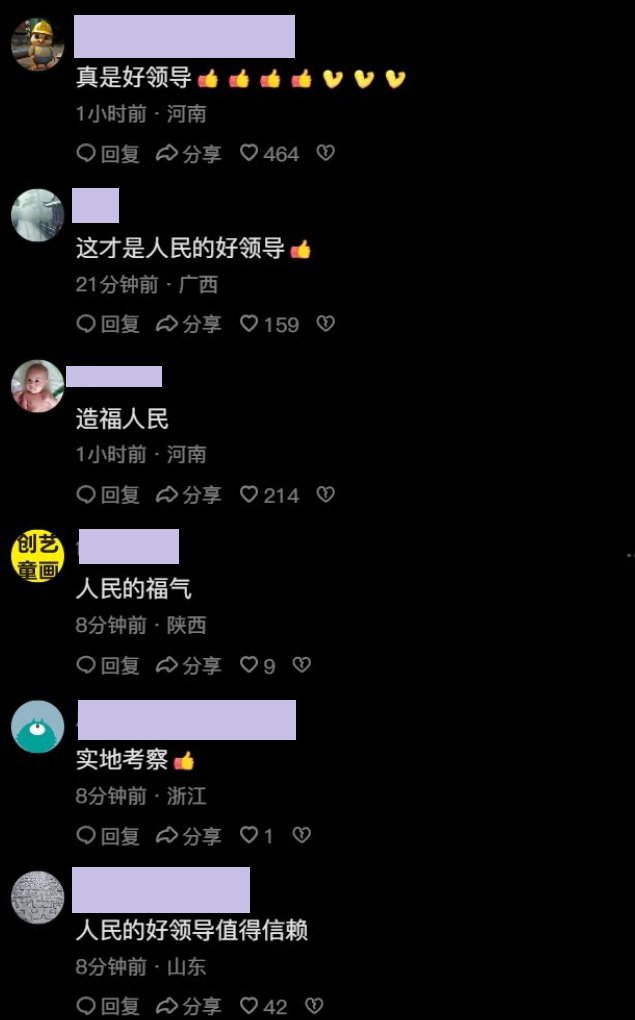 真是好领导👍👍👍👍
1小时前 · 河南
回复 分享 464
这才是人民的好领导👍
21分钟前 · 广西
回复 分享 159
造福人民
1小时前 · 河南
回复 分享 214
创艺
童画
人民的福气
8分钟前 · 陕西
回复 分享 9
实地考察👍
8分钟前 · 浙江
回复 分享 1
人民的好领导值得信赖
8分钟前 · 山东
回复 分享 42